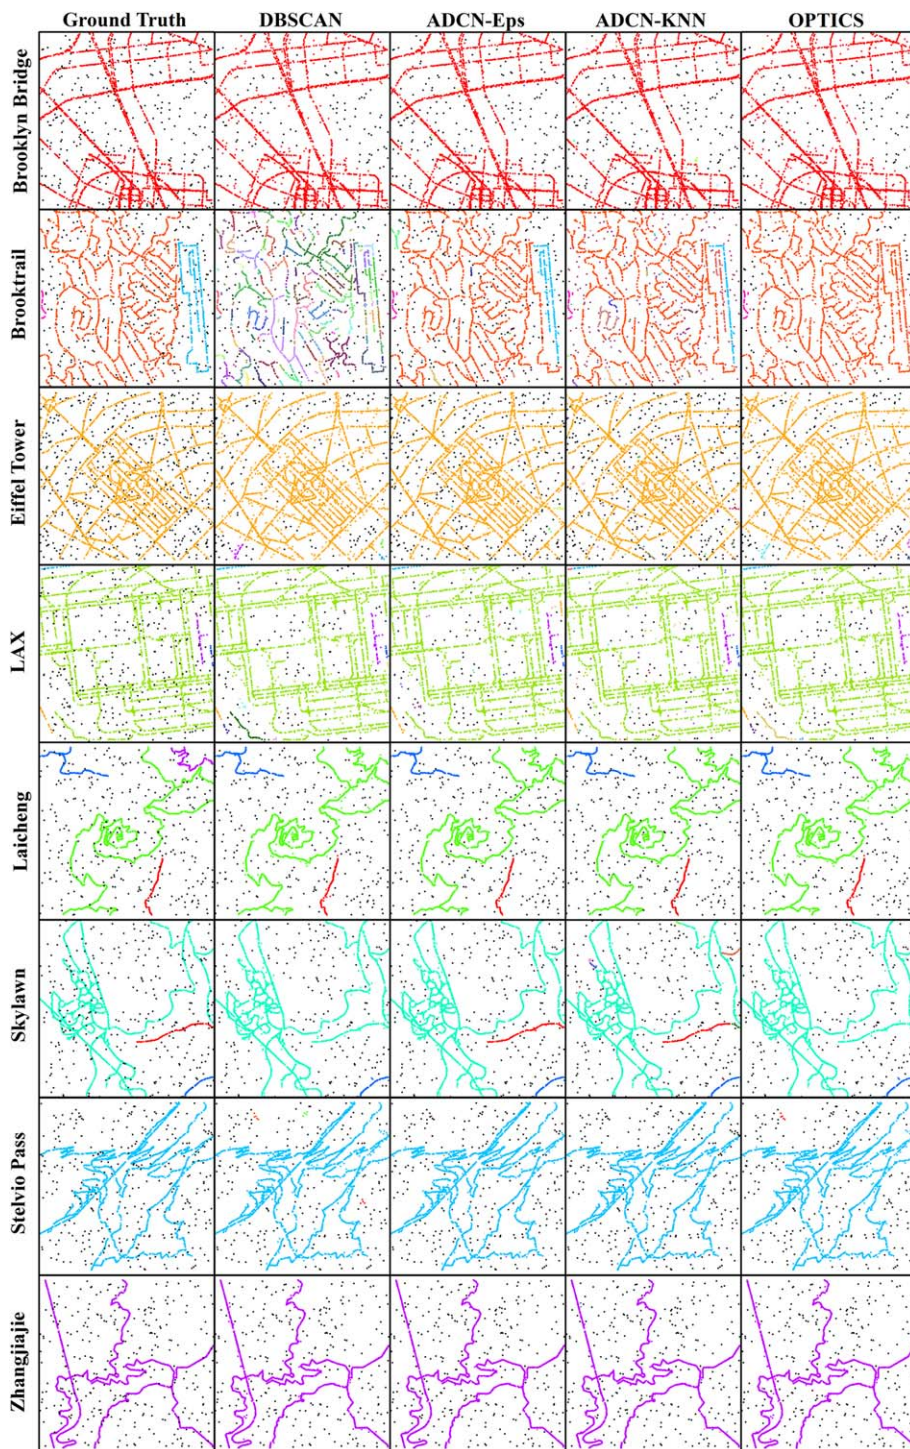 Ground Truth DBSCAN ADCN-Eps ADCN-KNN OPTICS
Brooklyn Bridge
Brooktrail
Eiffel Tower
LAX
Laicheng
Skylawn
Stelvio Pass
Zhangjiajie